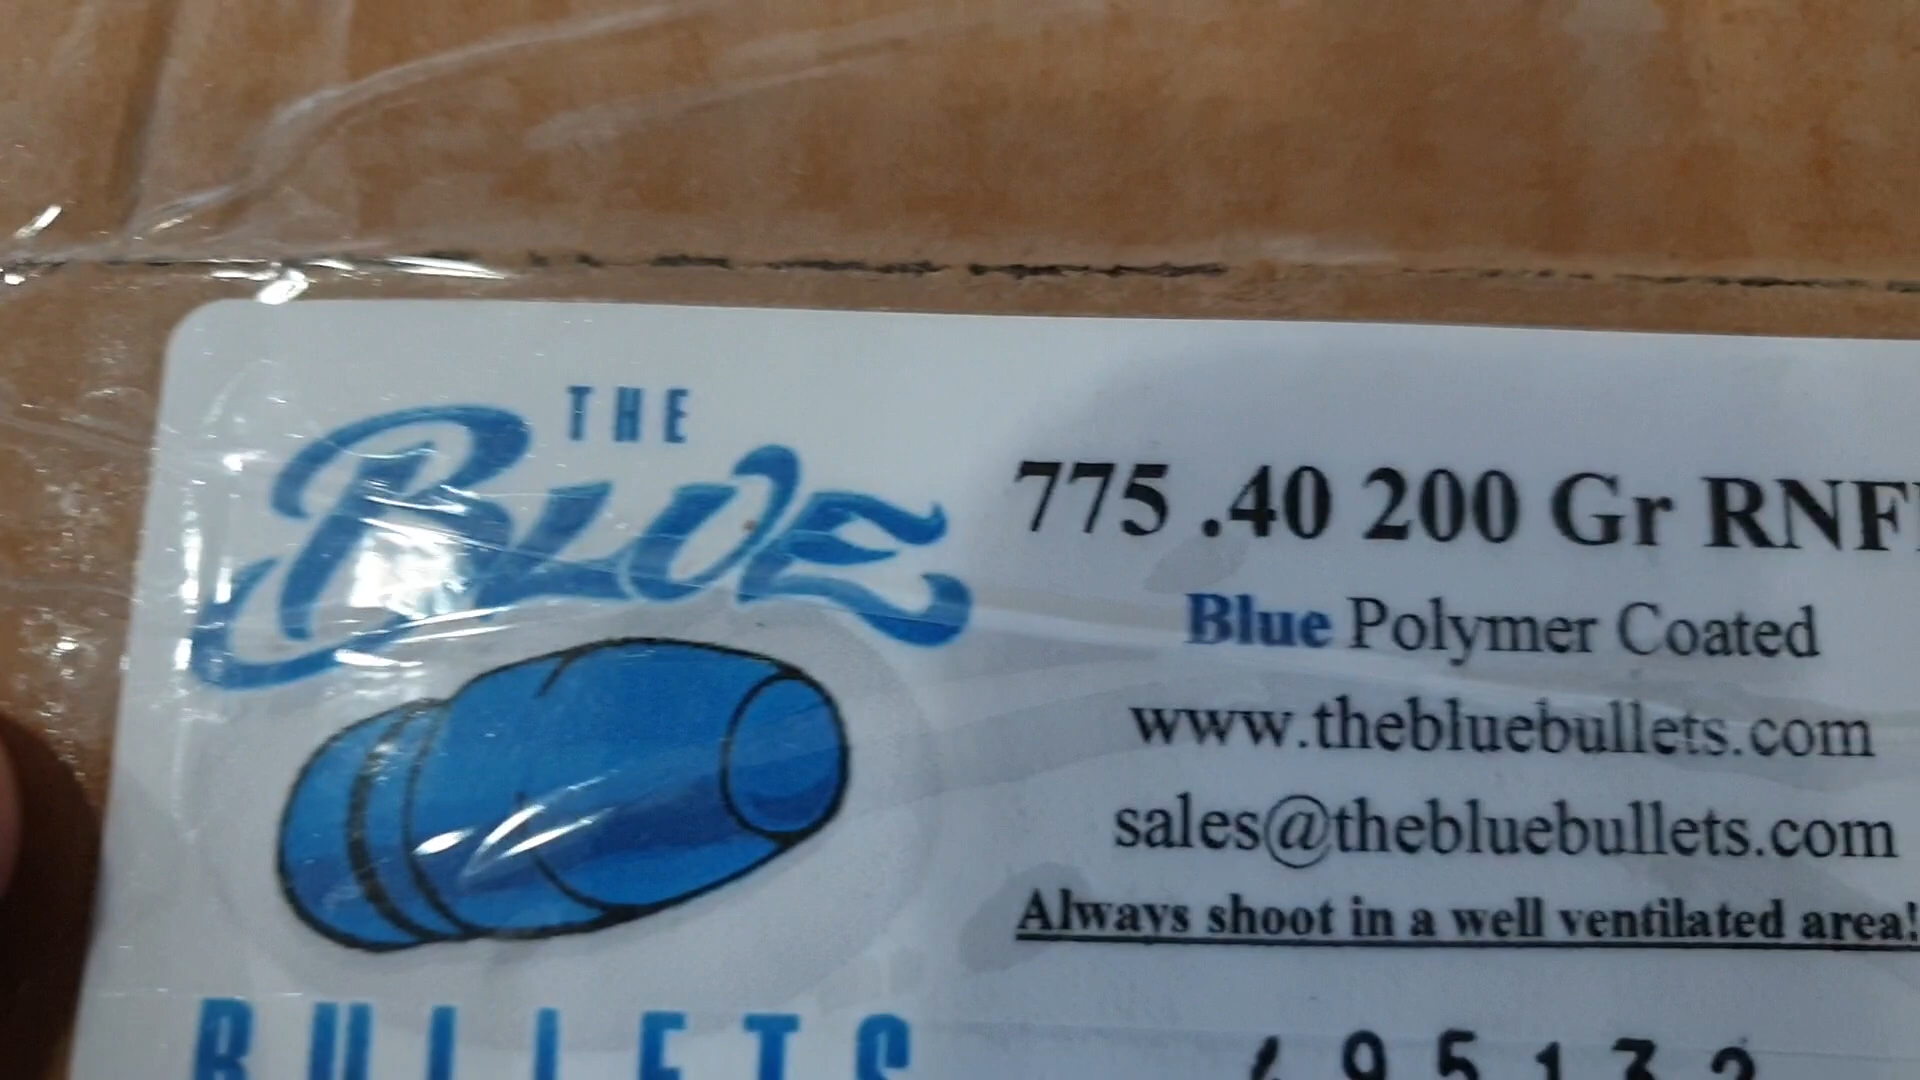 THE
BLUE
BULLETS
775 .40 200 Gr RNF
Blue Polymer Coated
www.thebluebullets.com
sales@thebluebullets.com
Always shoot in a well ventilated area!